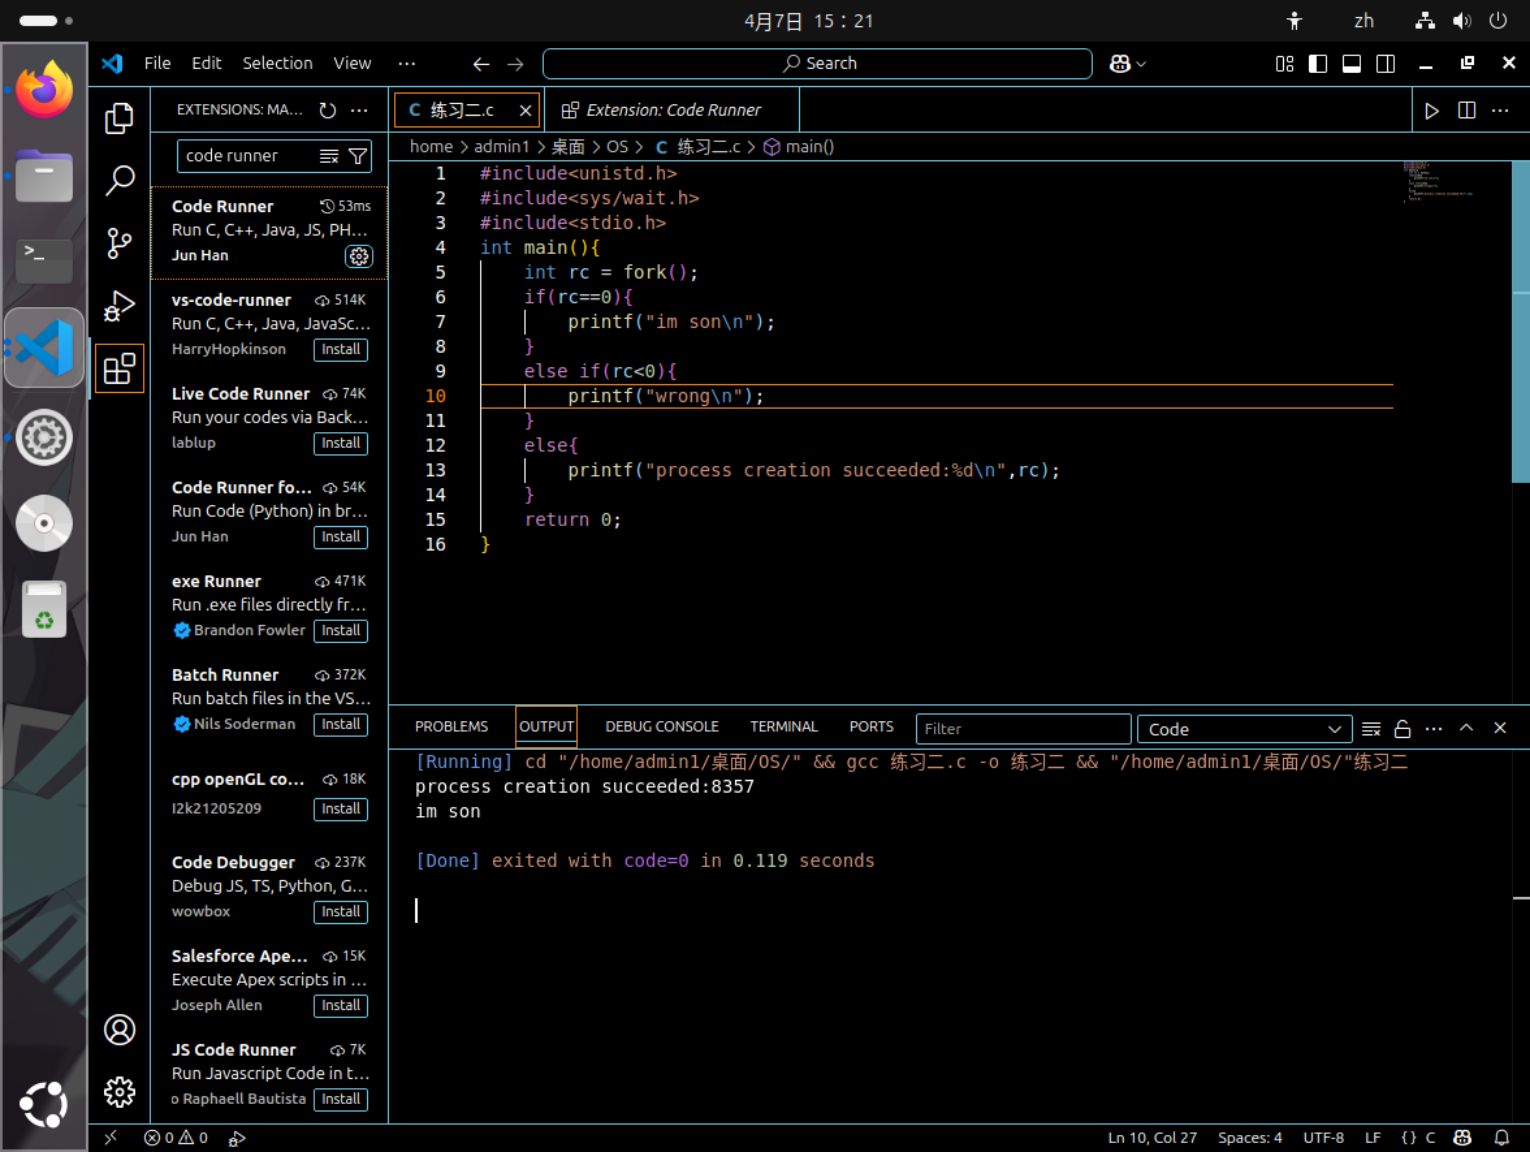 4月7日 15：21
zh
File Edit Selection View ··· Search
EXTENSIONS: MA...
code runner
Code Runner 53ms
Run C, C++, Java, JS, PH...
Jun Han
vs-code-runner 514K
Run C, C++, Java, JavaSc...
HarryHopkinson Install
Live Code Runner 74K
Run your codes via Back...
lablup Install
Code Runner fo... 54K
Run Code (Python) in br...
Jun Han Install
exe Runner 471K
Run .exe files directly fr...
Brandon Fowler Install
Batch Runner 372K
Run batch files in the VS...
Nils Soderman Install
cpp openGL co... 18K
l2k21205209 Install
Code Debugger 237K
Debug JS, TS, Python, G...
wowbox Install
Salesforce Ape... 15K
Execute Apex scripts in ...
Joseph Allen Install
JS Code Runner 7K
Run Javascript Code in t...
o Raphaell Bautista Install
C 练习二.c Extension: Code Runner
home > admin1 > 桌面 > OS > C 练习二.c > main()
1 #include<unistd.h>
2 #include<sys/wait.h>
3 #include<stdio.h>
4 int main(){
5 int rc = fork();
6 if(rc==0){
7 printf("im son\n");
8 }
9 else if(rc<0){
10 printf("wrong\n");
11 }
12 else{
13 printf("process creation succeeded:%d\n",rc);
14 }
15 return 0;
16 }
PROBLEMS OUTPUT DEBUG CONSOLE TERMINAL PORTS Filter Code
[Running] cd "/home/admin1/桌面/OS/" && gcc 练习二.c -o 练习二 && "/home/admin1/桌面/OS/"练习二
process creation succeeded:8357
im son
[Done] exited with code=0 in 0.119 seconds
0 0 Ln 10, Col 27 Spaces: 4 UTF-8 LF {} C